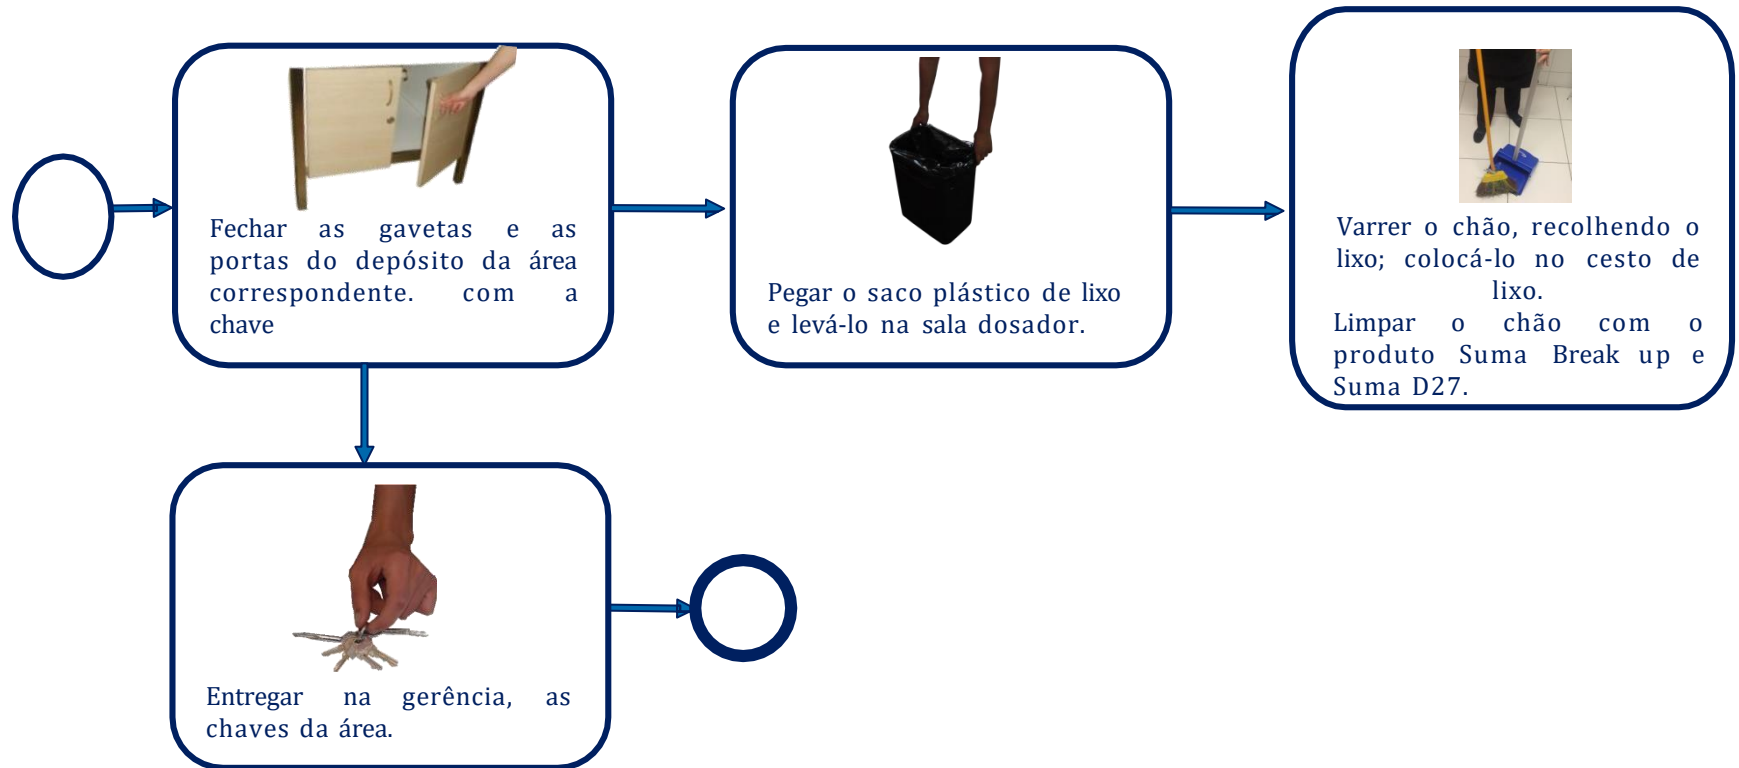 Fechar as gavetas e as
portas do depósito da área
correspondente. com a
chave
Pegar o saco plástico de lixo
e levá-lo na sala dosador.
Varrer o chão, recolhendo o
lixo; colocá-lo no cesto de
lixo.
Limpar o chão com o
produto Suma Break up e
Suma D27.
Entregar na gerência, as
chaves da área.